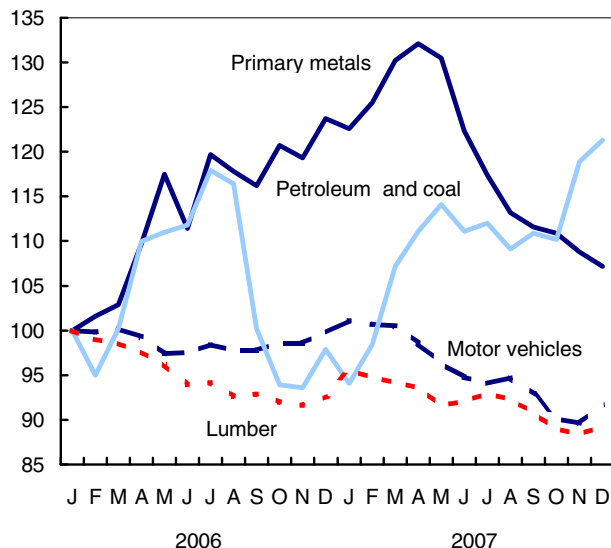 135
130
125
120
115
110
105
100
95
90
85
Primary metals
Petroleum and coal
Motor vehicles
Lumber
J F M A M J J A S O N D J F M A M J J A S O N D
2006 2007